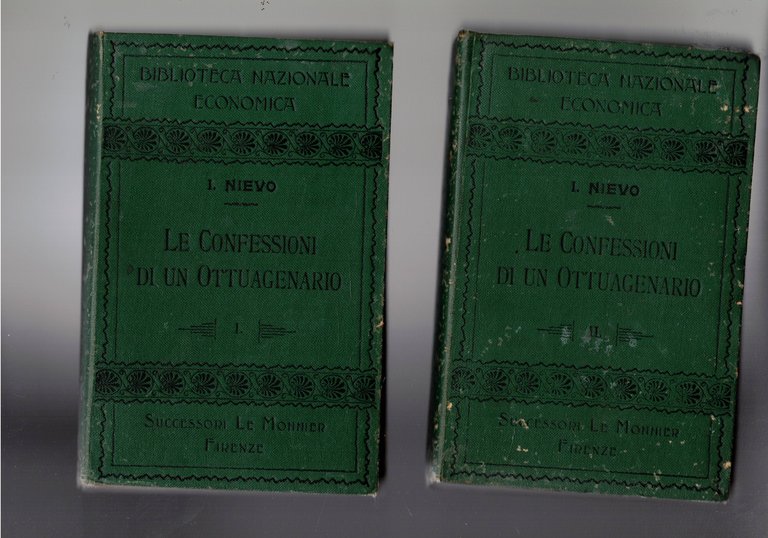 BIBLIOTECA NAZIONALE
ECONOMICA
I. NIEVO
LE CONFESSIONI
DI UN OTTUAGENARIO
I.
SUCCESSORI LE MONNIER
FIRENZE
BIBLIOTECA NAZIONALE
ECONOMICA
I. NIEVO
LE CONFESSIONI
DI UN OTTUAGENARIO
II.
SUCCESSORI LE MONNIER
FIRENZE